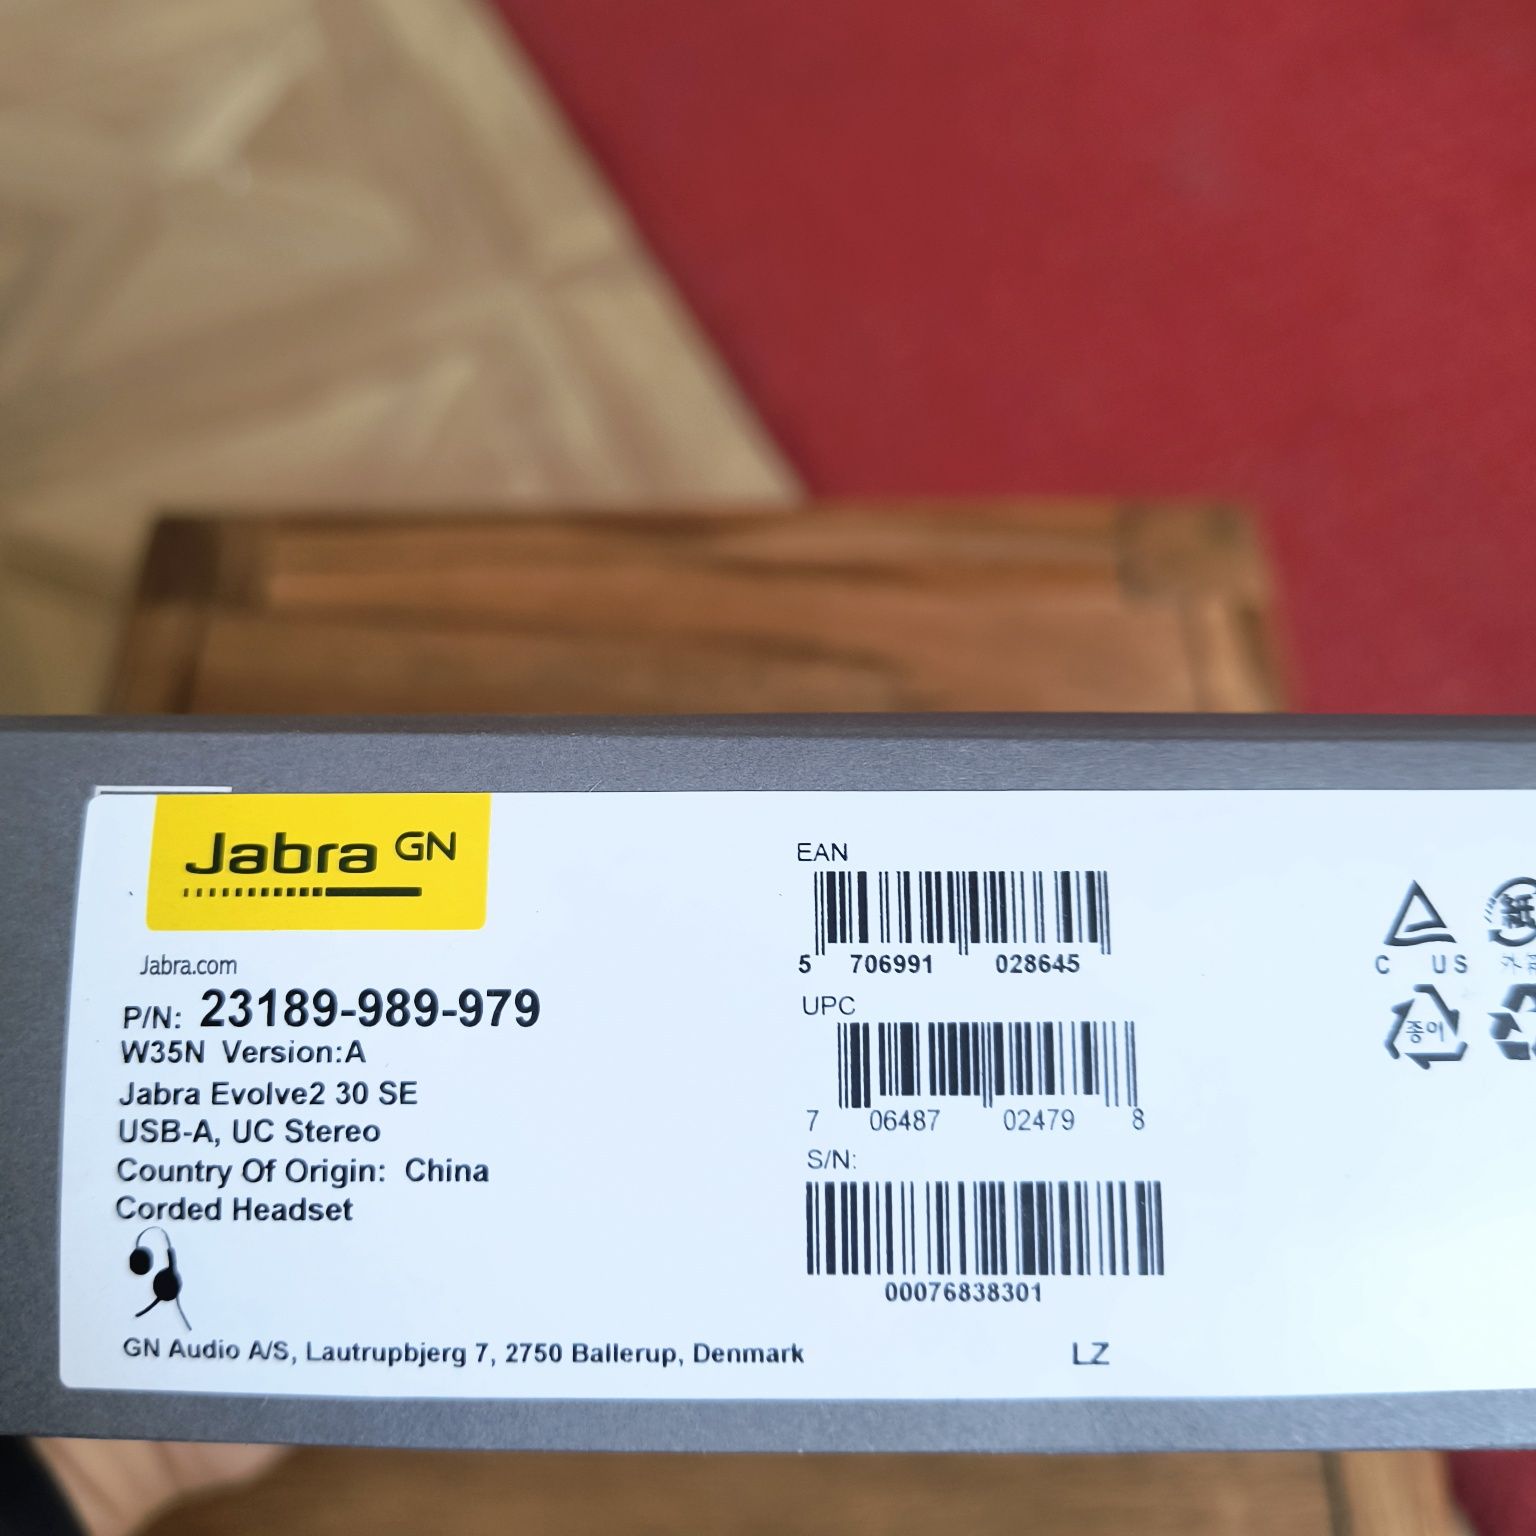 Jabra GN
Jabra.com
P/N: 23189-989-979
W35N Version:A
Jabra Evolve2 30 SE
USB-A, UC Stereo
Country Of Origin: China
Corded Headset
GN Audio A/S, Lautrupbjerg 7, 2750 Ballerup, Denmark
EAN
5 706991 028645
UPC
7 06487 02479 8
S/N:
00076838301
LZ
C US
종이